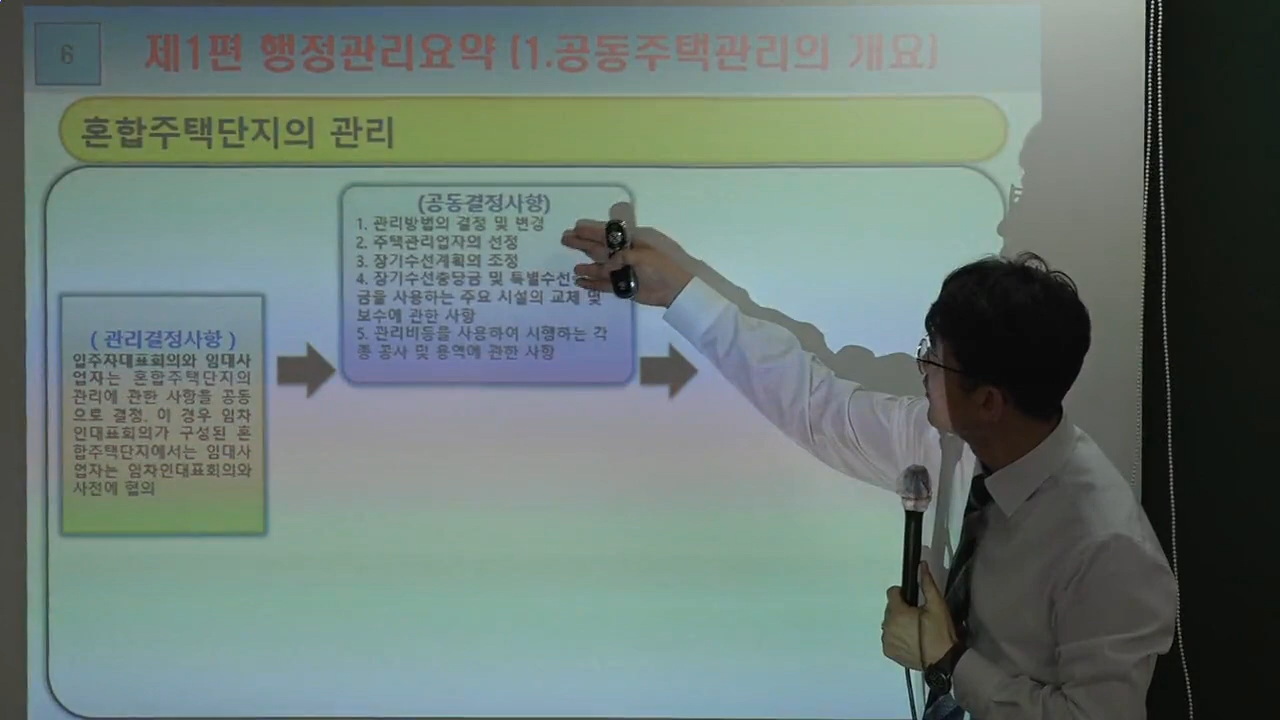 6
제1편 행정관리요약 (1.공동주택관리의 개요)
혼합주택단지의 관리
(공동결정사항)
1. 관리방법의 결정 및 변경
2. 주택관리업자의 선정
3. 장기수선계획의 조정
4. 장기수선충당금 및 특별수선
금을 사용하는 주요 시설의 교체 및
보수에 관한 사항
5. 관리비등을 사용하여 시행하는 각
종 공사 및 용역에 관한 사항
( 관리결정사항 )
입주자대표회의와 임대사
업자는 혼합주택단지의
관리에 관한 사항을 공동
으로 결정. 이 경우 임차
인대표회의가 구성된 혼
합주택단지에서는 임대사
업자는 임차인대표회의와
사전에 협의